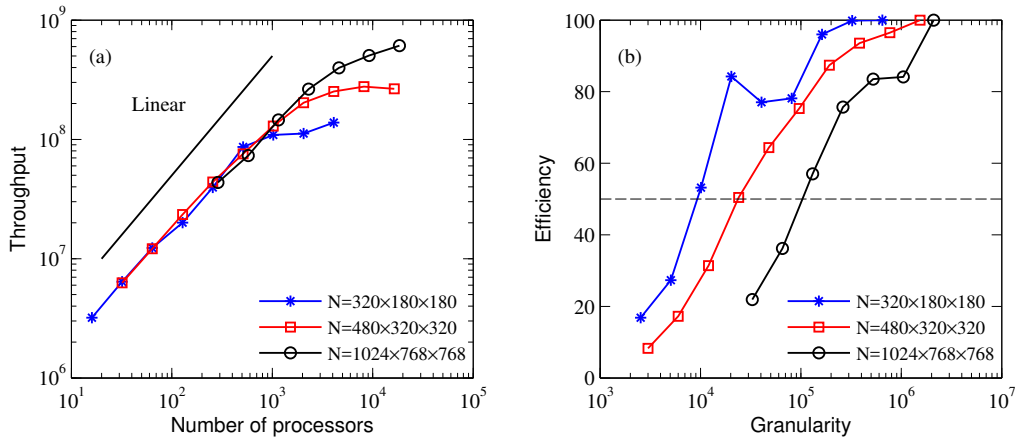 (a)
Linear
Throughput
10^9
10^8
10^7
10^6
N=320×180×180
N=480×320×320
N=1024×768×768
10^1 10^2 10^3 10^4 10^5
Number of processors
(b)
Efficiency
100
80
60
40
20
0
N=320×180×180
N=480×320×320
N=1024×768×768
10^3 10^4 10^5 10^6 10^7
Granularity